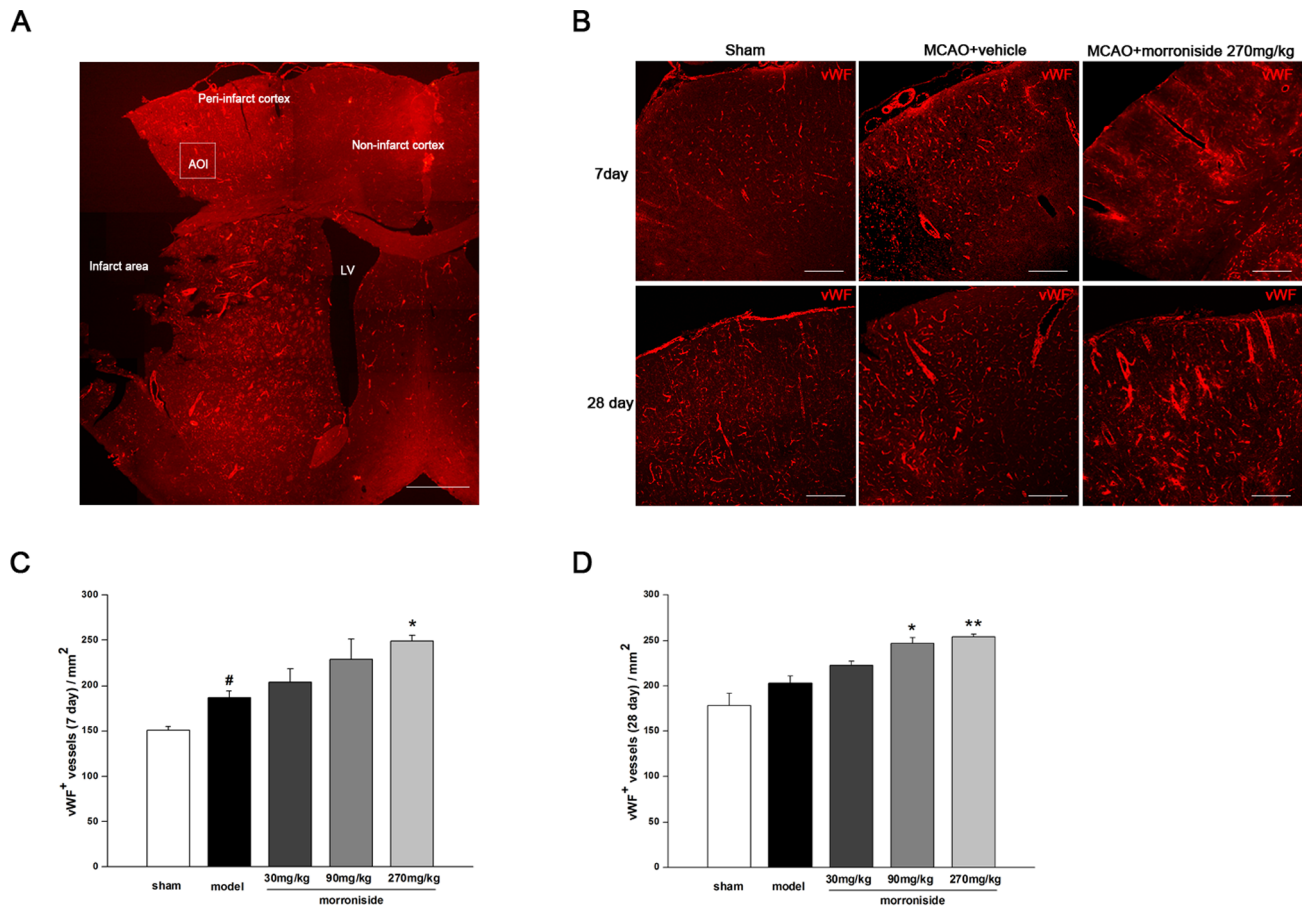 A
Peri-infarct cortex
Non-infarct cortex
AOI
Infarct area
LV
B
Sham
MCAO+vehicle
MCAO+morroniside 270mg/kg
vWF
vWF
vWF
7day
vWF
vWF
vWF
28 day
C
vWF+ vessels (7 day) / mm2
300
250
200
150
100
50
0
#
*
sham
model
30mg/kg
90mg/kg
270mg/kg
morroniside
D
vWF+ vessels (28 day) / mm2
300
250
200
150
100
50
0
*
**
sham
model
30mg/kg
90mg/kg
270mg/kg
morroniside